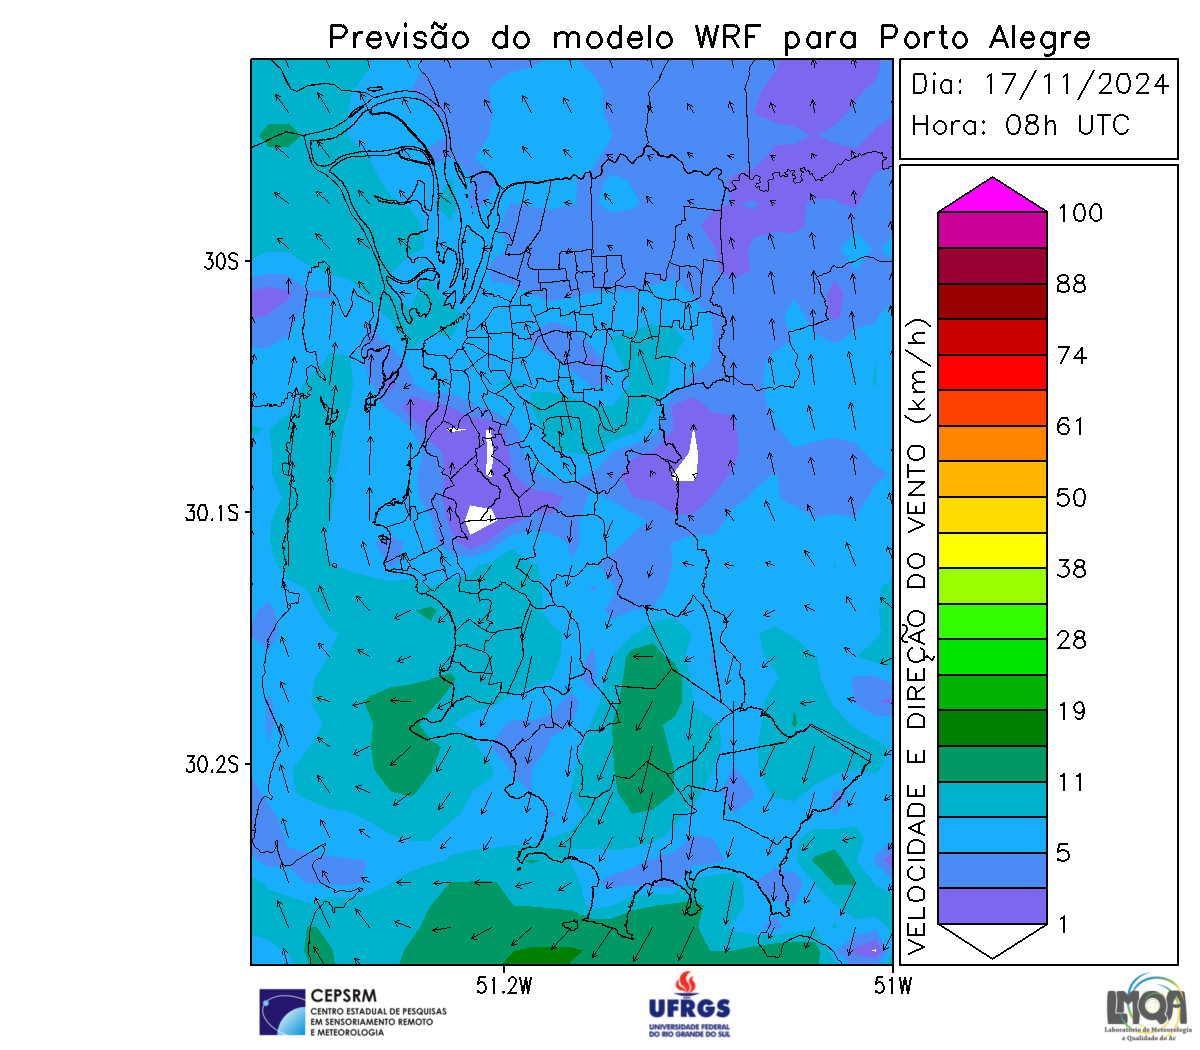 Previsão do modelo WRF para Porto Alegre
Dia: 17/11/2024
Hora: 08h UTC
30S
30.1S
30.2S
51.2W
51W
VELOCIDADE E DIREÇÃO DO VENTO (km/h)
100
88
74
61
50
38
28
19
11
5
1
CEPSRM
CENTRO ESTADUAL DE PESQUISAS
EM SENSORIAMENTO REMOTO
E METEOROLOGIA
UFRGS
UNIVERSIDADE FEDERAL
DO RIO GRANDE DO SUL
LMQA
Laboratório de Meteorologia
e Qualidade do Ar